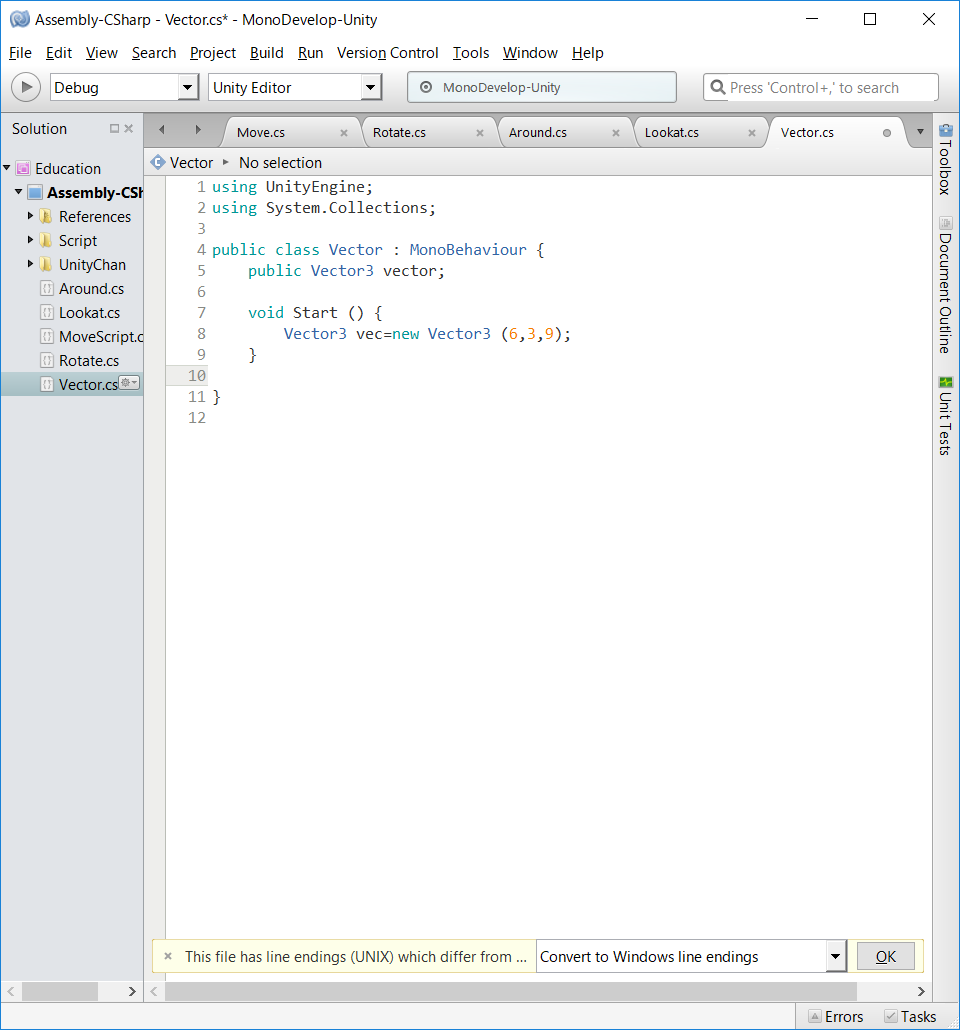 Assembly-CSharp - Vector.cs* - MonoDevelop-Unity
File Edit View Search Project Build Run Version Control Tools Window Help
Debug Unity Editor MonoDevelop-Unity Press 'Control+,' to search
Solution
Move.cs Rotate.cs Around.cs Lookat.cs Vector.cs
Vector No selection
Education
Assembly-CSh
References
Script
UnityChan
Around.cs
Lookat.cs
MoveScript.c
Rotate.cs
Vector.cs
1 using UnityEngine;
2 using System.Collections;
3
4 public class Vector : MonoBehaviour {
5 public Vector3 vector;
6
7 void Start () {
8 Vector3 vec=new Vector3 (6,3,9);
9 }
10
11 }
12
Toolbox
Document Outline
Unit Tests
This file has line endings (UNIX) which differ from ... Convert to Windows line endings OK
Errors Tasks